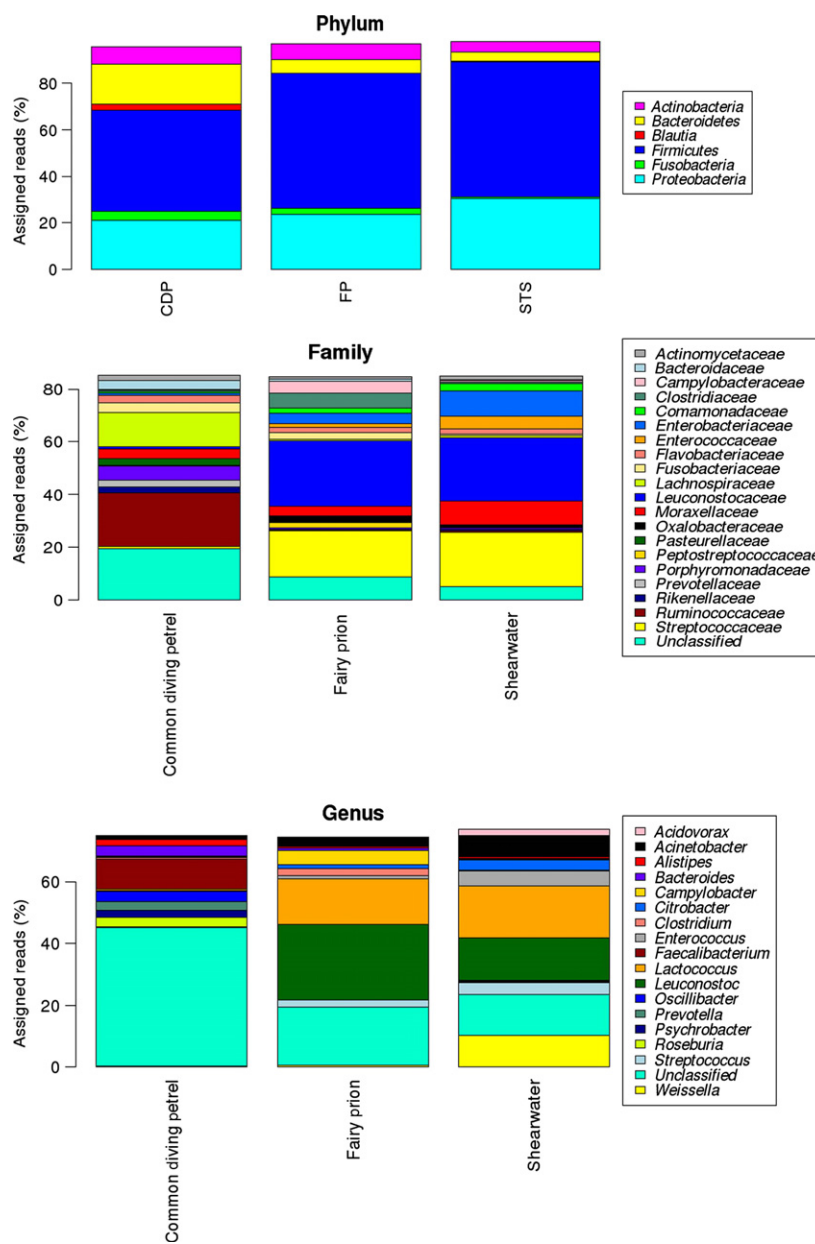 Phylum
Assigned reads (%)
80
60
40
20
0
CDP
FP
STS
Actinobacteria
Bacteroidetes
Blautia
Firmicutes
Fusobacteria
Proteobacteria
Family
Assigned reads (%)
80
60
40
20
0
Common diving petrel
Fairy prion
Shearwater
Actinomycetaceae
Bacteroidaceae
Campylobacteraceae
Clostridiaceae
Comamonadaceae
Enterobacteriaceae
Enterococcaceae
Flavobacteriaceae
Fusobacteriaceae
Lachnospiraceae
Leuconostocaceae
Moraxellaceae
Oxalobacteraceae
Pasteurellaceae
Peptostreptococcaceae
Porphyromonadaceae
Prevotellaceae
Rikenellaceae
Ruminococcaceae
Streptococcaceae
Unclassified
Genus
Assigned reads (%)
60
40
20
0
Common diving petrel
Fairy prion
Shearwater
Acidovorax
Acinetobacter
Alistipes
Bacteroides
Campylobacter
Citrobacter
Clostridium
Enterococcus
Faecalibacterium
Lactococcus
Leuconostoc
Oscillibacter
Prevotella
Psychrobacter
Roseburia
Streptococcus
Unclassified
Weissella